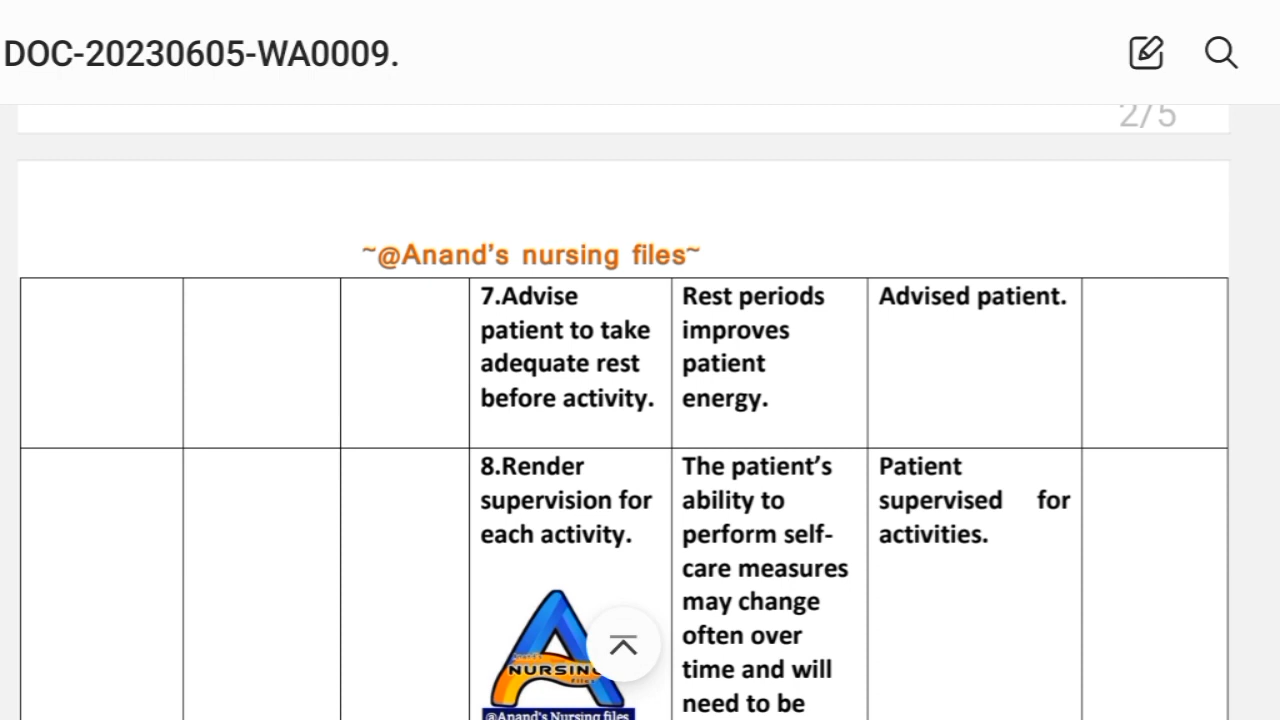 DOC-20230605-WA0009.
2/5
~@Anand's nursing files~
7.Advise
patient to take
adequate rest
before activity.
Rest periods
improves
patient
energy.
Advised patient.
8.Render
supervision for
each activity.
The patient's
ability to
perform self-
care measures
may change
often over
time and will
need to be
Patient
supervised for
activities.
Anand's
NURSING
Files
@Anand's Nursing files